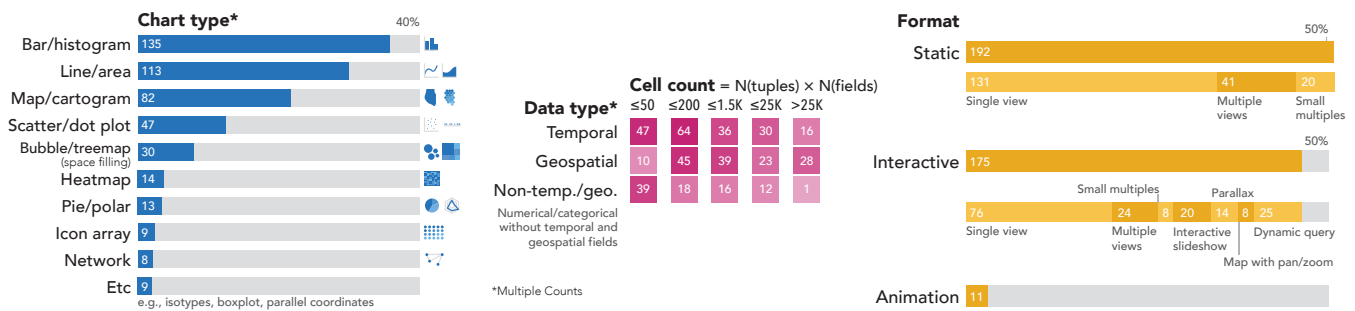 Chart type*
40%
Bar/histogram 135
Line/area 113
Map/cartogram 82
Scatter/dot plot 47
Bubble/treemap 30
(space filling)
Heatmap 14
Pie/polar 13
Icon array 9
Network 8
Etc 9
e.g., isotypes, boxplot, parallel coordinates
Cell count = N(tuples) × N(fields)
Data type* ≤50 ≤200 ≤1.5K ≤25K >25K
Temporal 47 64 36 30 16
Geospatial 10 45 39 23 28
Non-temp./geo. 39 18 16 12 1
Numerical/categorical
without temporal and
geospatial fields
*Multiple Counts
Format
50%
Static 192
131 41 20
Single view Multiple views Small multiples
50%
Interactive 175
Small multiples Parallax
76 24 8 20 14 8 25
Single view Multiple views Interactive slideshow Dynamic query
Map with pan/zoom
Animation 11